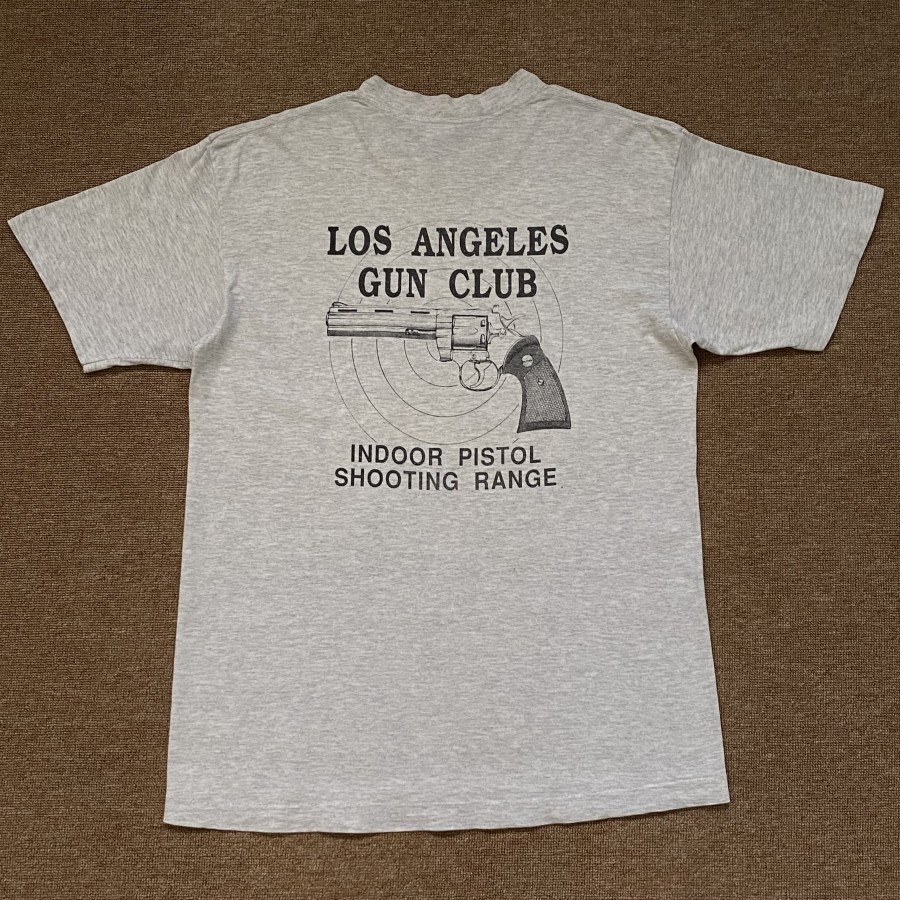 LOS ANGELES
GUN CLUB
INDOOR PISTOL
SHOOTING RANGE